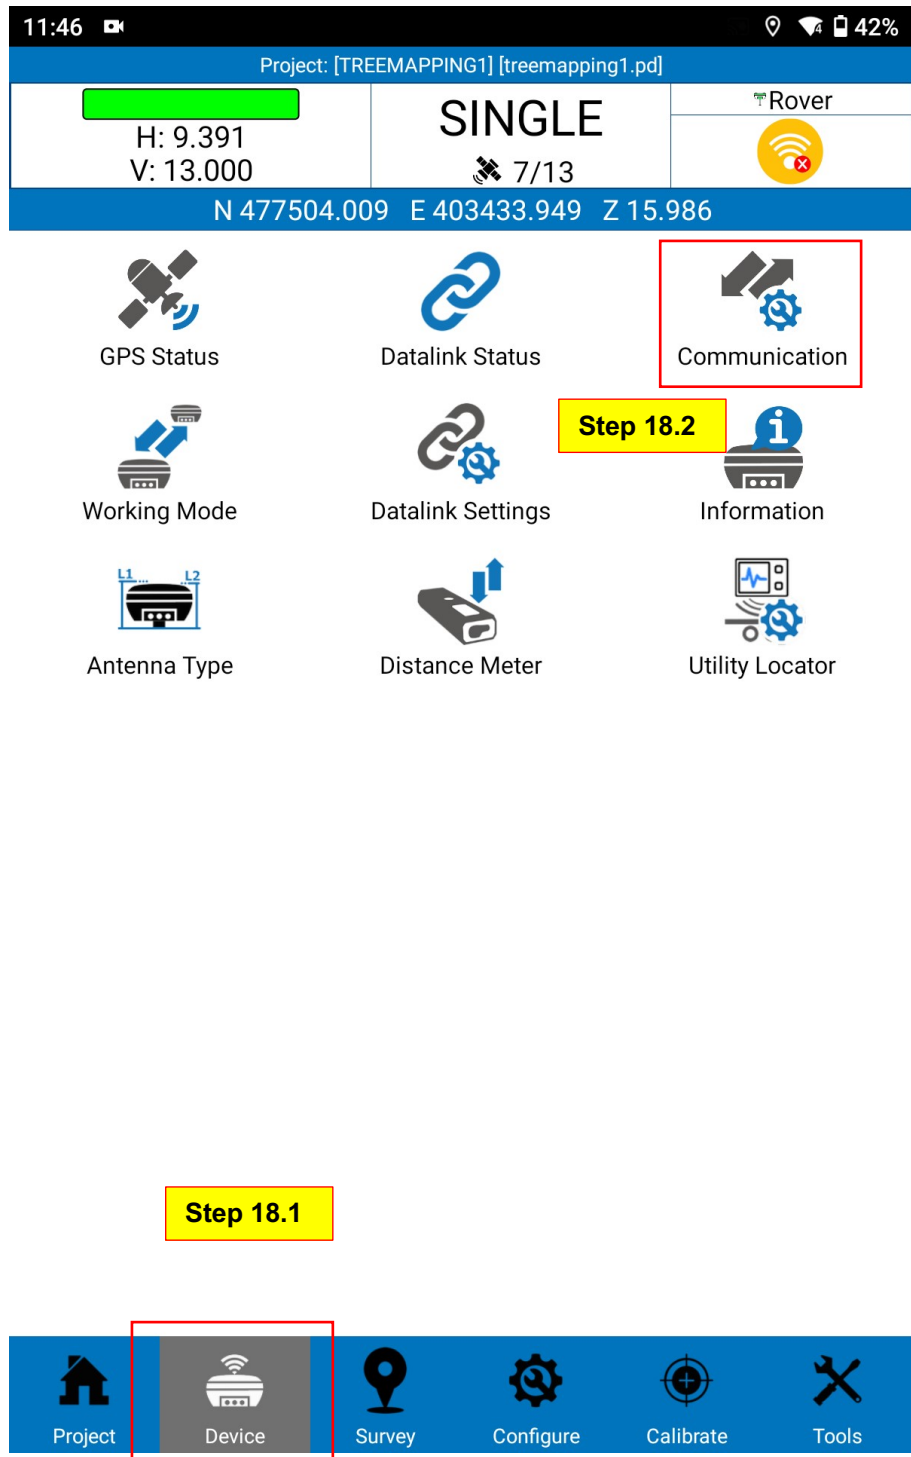 11:46 42%
Project: [TREEMAPPING1] [treemapping1.pd]
H: 9.391
V: 13.000
SINGLE
7/13
Rover
N 477504.009 E 403433.949 Z 15.986
GPS Status
Datalink Status
Communication
Step 18.2
Working Mode
Datalink Settings
Information
L1 L2
Antenna Type
Distance Meter
Utility Locator
Step 18.1
Project
Device
Survey
Configure
Calibrate
Tools